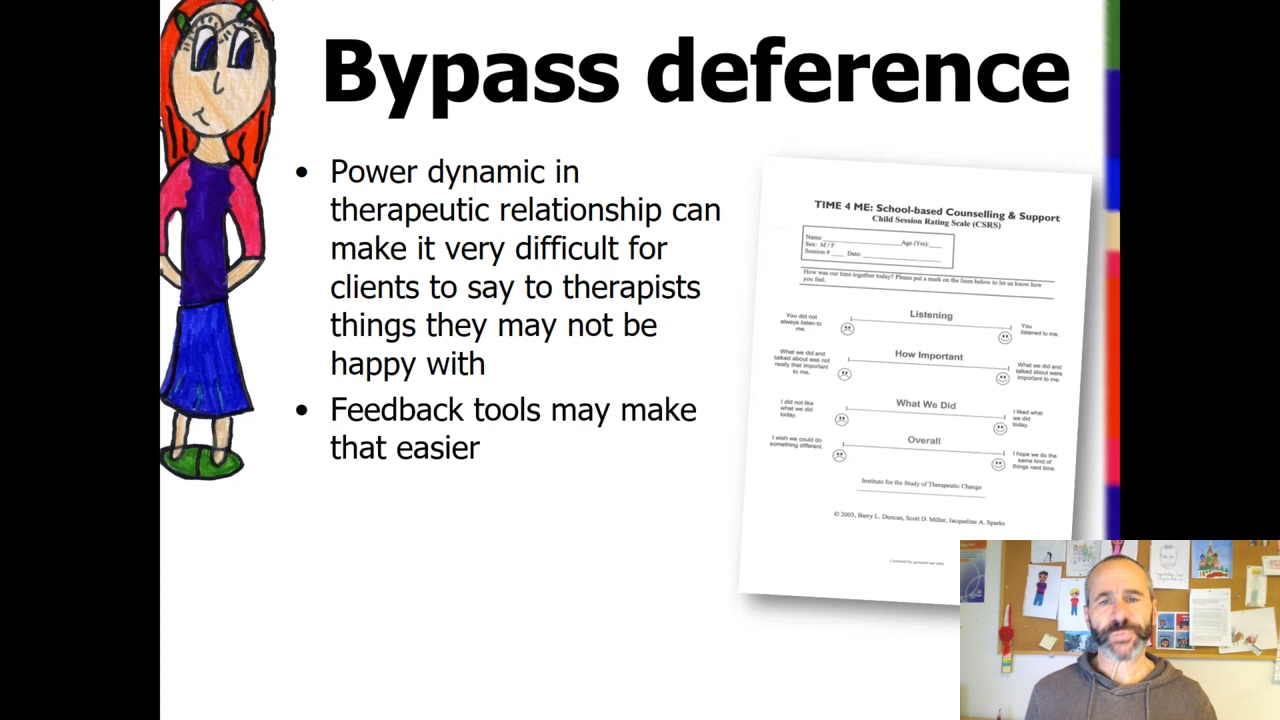 Bypass deference
• Power dynamic in
therapeutic relationship can
make it very difficult for
clients to say to therapists
things they may not be
happy with
• Feedback tools may make
that easier
TIME 4 ME: School-based Counselling & Support
Child Session Rating Scale (CSRS)
Name Age (Yrs):
Sex: M / F
Session # Date:
How was our time together today? Please put a mark on the lines below to let us know how
you feel.
Listening
You did not
always listen to
me.
You
listened to me.
How Important
What we did and
talked about was not
really that important
to me.
What we did and
talked about were
important to me.
What We Did
I did not like
what we did
today.
I liked what
we did
today.
Overall
I wish we could do
something different.
I hope we do the
same kind of
things next time.
Institute for the Study of Therapeutic Change
© 2003, Barry L. Duncan, Scott D. Miller, Jacqueline A. Sparks
Licensed for personal use only